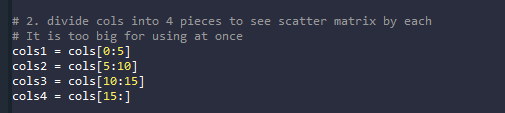 # 2. divide cols into 4 pieces to see scatter matrix by each
# It is too big for using at once
cols1 = cols[0:5]
cols2 = cols[5:10]
cols3 = cols[10:15]
cols4 = cols[15:]